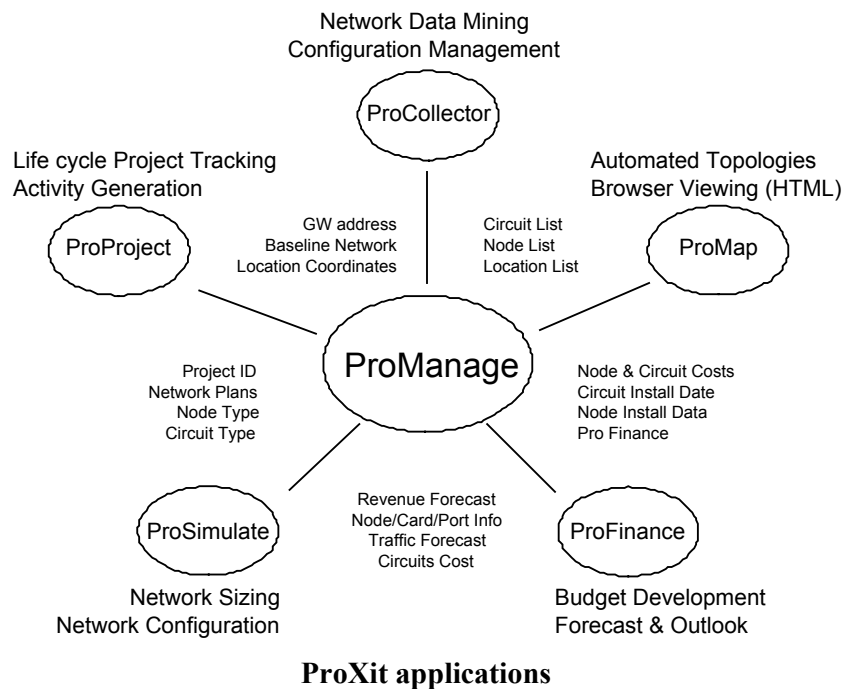 Network Data Mining
Configuration Management
ProCollector
Life cycle Project Tracking
Activity Generation
ProProject
Automated Topologies
Browser Viewing (HTML)
ProMap
GW address
Baseline Network
Location Coordinates
Circuit List
Node List
Location List
ProManage
Project ID
Network Plans
Node Type
Circuit Type
Node & Circuit Costs
Circuit Install Date
Node Install Data
Pro Finance
ProSimulate
Network Sizing
Network Configuration
Revenue Forecast
Node/Card/Port Info
Traffic Forecast
Circuits Cost
ProFinance
Budget Development
Forecast & Outlook
ProXit applications